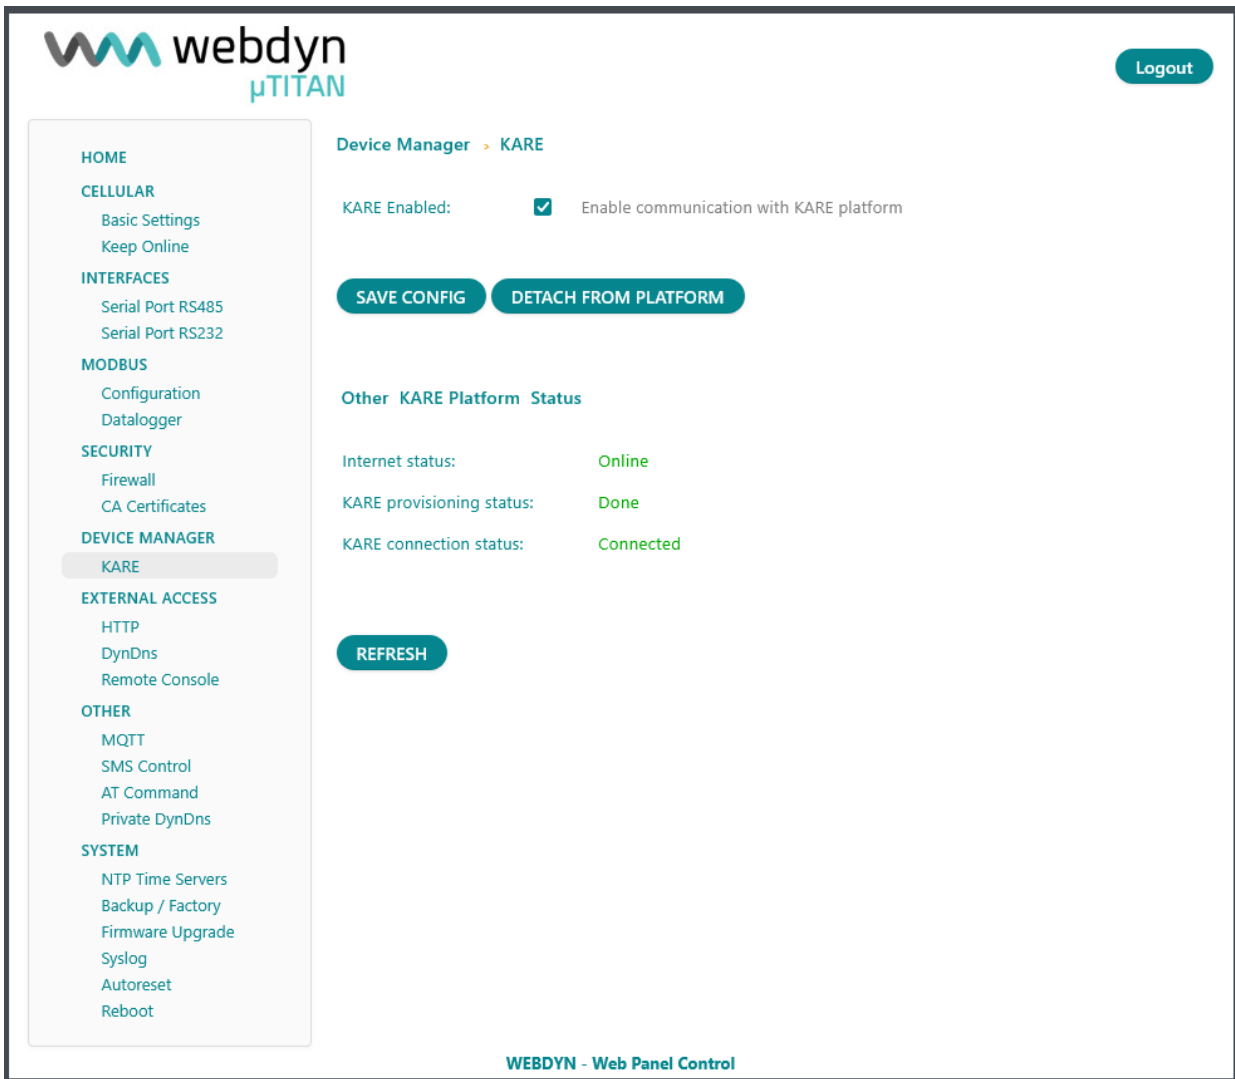 webdyn
µTITAN
Logout
HOME
CELLULAR
Basic Settings
Keep Online
INTERFACES
Serial Port RS485
Serial Port RS232
MODBUS
Configuration
Datalogger
SECURITY
Firewall
CA Certificates
DEVICE MANAGER
KARE
EXTERNAL ACCESS
HTTP
DynDns
Remote Console
OTHER
MQTT
SMS Control
AT Command
Private DynDns
SYSTEM
NTP Time Servers
Backup / Factory
Firmware Upgrade
Syslog
Autoreset
Reboot
Device Manager > KARE
KARE Enabled: Enable communication with KARE platform
SAVE CONFIG DETACH FROM PLATFORM
Other KARE Platform Status
Internet status: Online
KARE provisioning status: Done
KARE connection status: Connected
REFRESH
WEBDYN - Web Panel Control